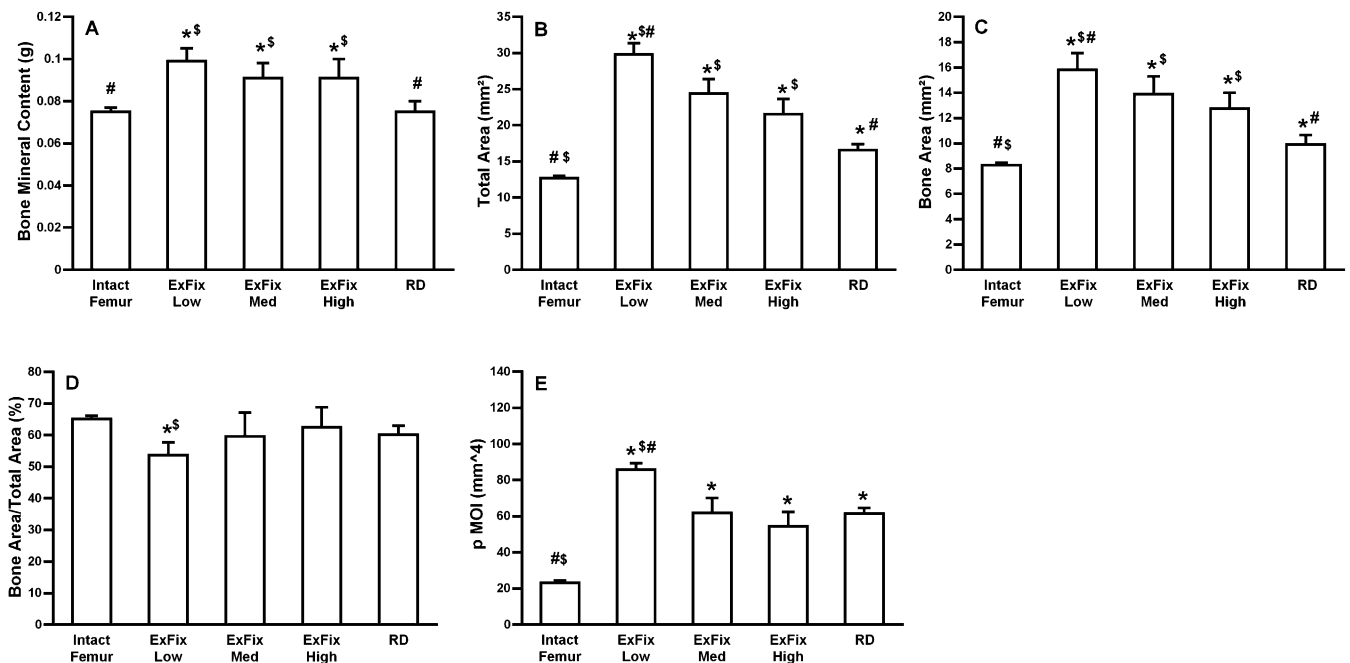 A
Bone Mineral Content (g)
0.12
0.1
0.08
0.06
0.04
0.02
0
#
*$
*$
*$
#
Intact
Femur
ExFix
Low
ExFix
Med
ExFix
High
RD
B
Total Area (mm²)
35
30
25
20
15
10
5
0
# $
*$#
*$
*$
*#
Intact
Femur
ExFix
Low
ExFix
Med
ExFix
High
RD
C
Bone Area (mm²)
20
18
16
14
12
10
8
6
4
2
0
#$
*$#
*$
*$
*#
Intact
Femur
ExFix
Low
ExFix
Med
ExFix
High
RD
D
Bone Area/Total Area (%)
80
70
60
50
40
30
20
10
0
*$
Intact
Femur
ExFix
Low
ExFix
Med
ExFix
High
RD
E
p MOI (mm^4)
140
120
100
80
60
40
20
0
#$
*$#
*
*
*
Intact
Femur
ExFix
Low
ExFix
Med
ExFix
High
RD